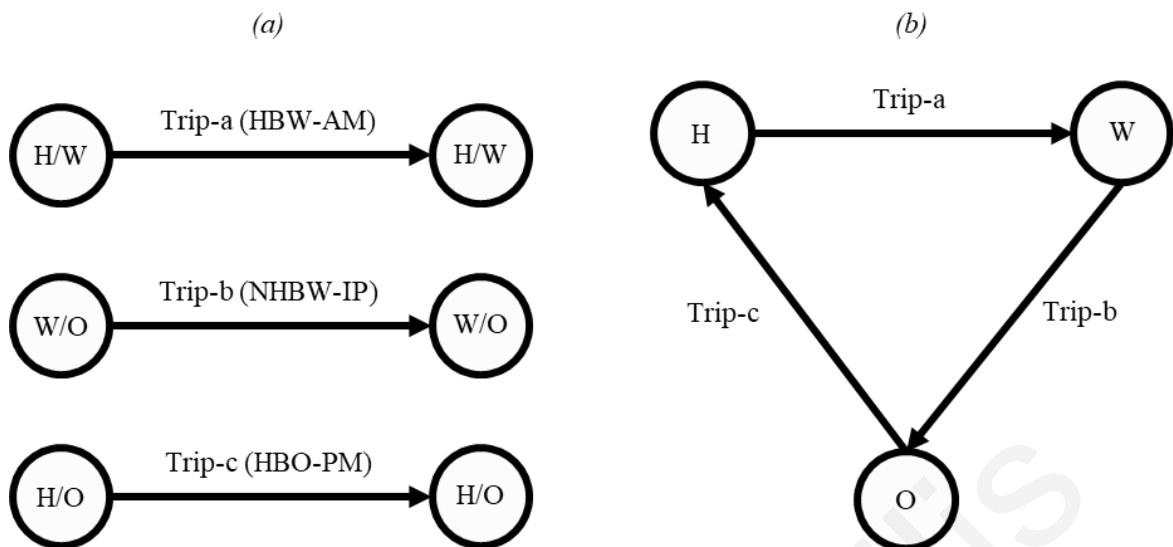 (a)
Trip-a (HBW-AM)
H/W
H/W
Trip-b (NHBW-IP)
W/O
W/O
Trip-c (HBO-PM)
H/O
H/O
(b)
Trip-a
H
W
Trip-c
Trip-b
O